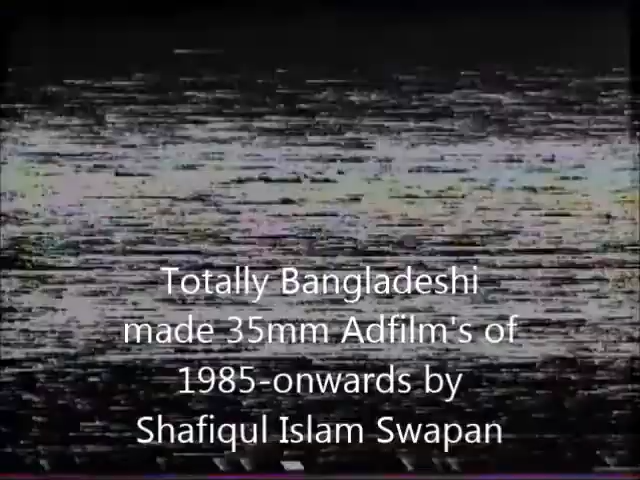 Totally Bangladeshi
made 35mm Adfilm's of
1985-onwards by
Shafiqul Islam Swapan